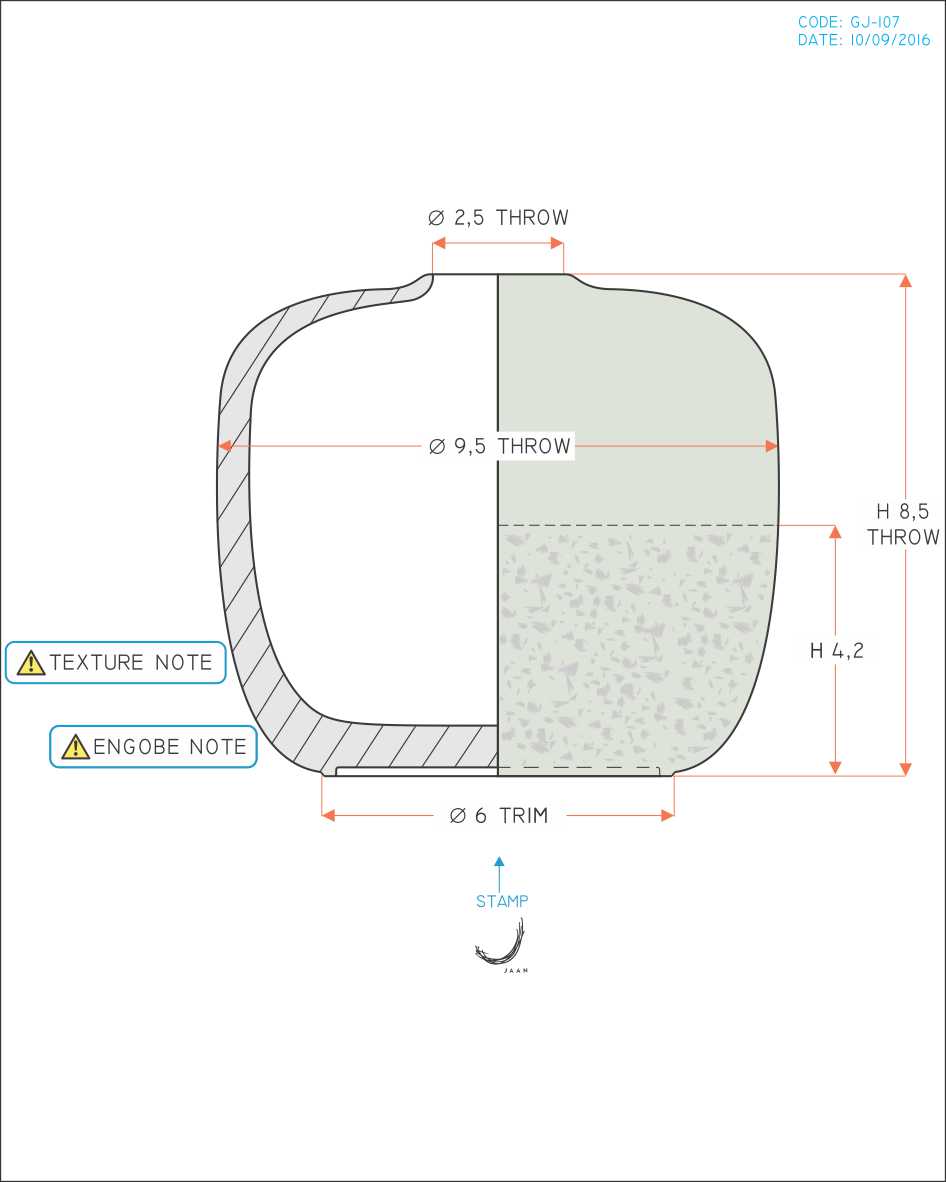 CODE: GJ-107
DATE: 10/09/2016
Ø 2,5 THROW
Ø 9,5 THROW
H 8,5
THROW
H 4,2
TEXTURE NOTE
ENGOBE NOTE
Ø 6 TRIM
STAMP
JAAN